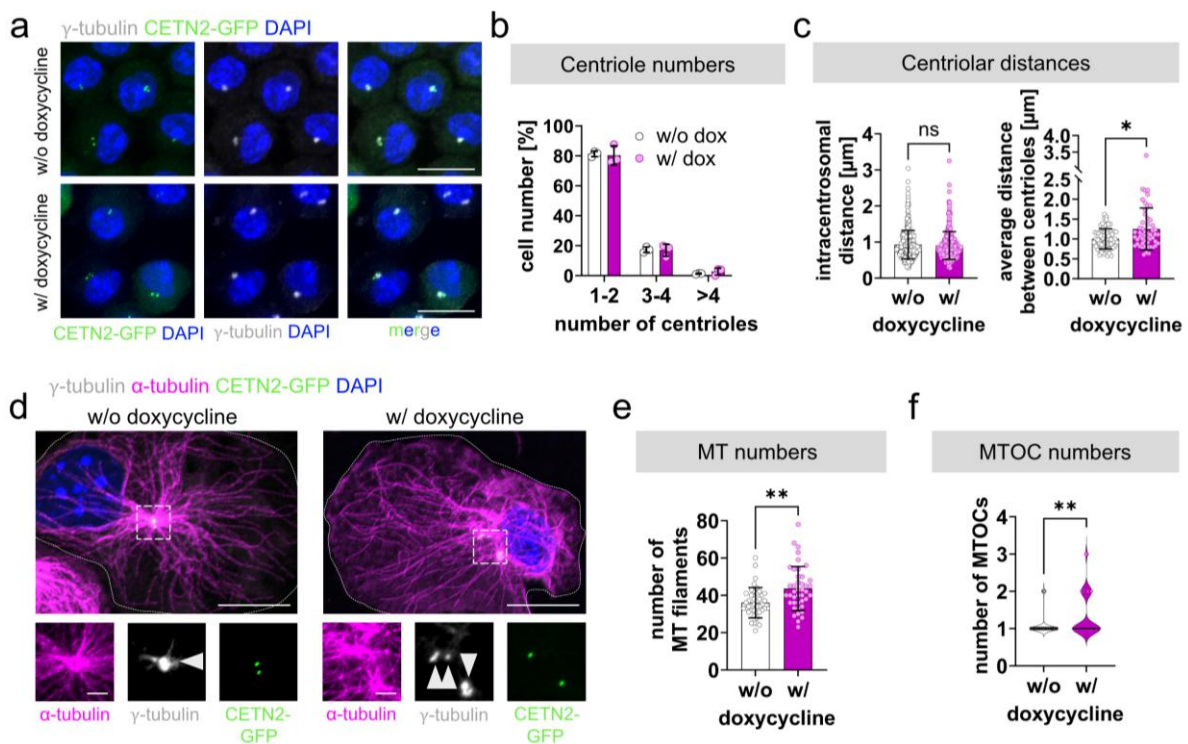 a
γ-tubulin CETN2-GFP DAPI
w/o doxycycline
w/ doxycycline
CETN2-GFP DAPI
γ-tubulin DAPI
merge
b
Centriole numbers
cell number [%]
100
80
60
40
20
0
w/o dox
w/ dox
1-2
3-4
>4
number of centrioles
c
Centriolar distances
intracentrosomal
distance [µm]
4
3
2
1
0
ns
w/o
w/
doxycycline
average distance
between centrioles [µm]
4.0
3.5
3.0
2.5
2.0
1.5
1.0
0.5
0.0
*
w/o
w/
doxycycline
d
γ-tubulin α-tubulin CETN2-GFP DAPI
w/o doxycycline
w/ doxycycline
α-tubulin
γ-tubulin
CETN2-
GFP
α-tubulin
γ-tubulin
CETN2-
GFP
e
MT numbers
number of
MT filaments
80
60
40
20
0
**
w/o
w/
doxycycline
f
MTOC numbers
number of MTOCs
4
3
2
1
0
**
w/o
w/
doxycycline